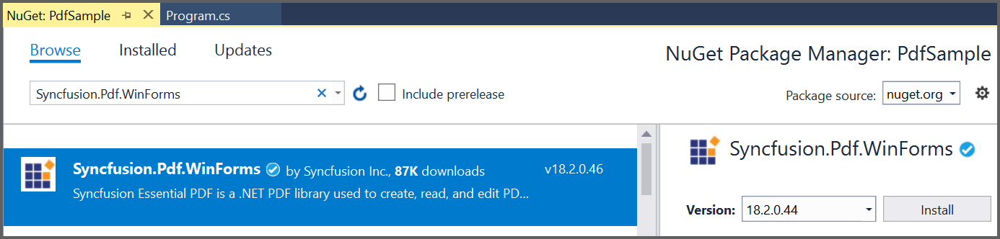 NuGet: PdfSample Program.cs
Browse Installed Updates
NuGet Package Manager: PdfSample
Syncfusion.Pdf.WinForms
Include prerelease
Package source: nuget.org
Syncfusion.Pdf.WinForms by Syncfusion Inc., 87K downloads v18.2.0.46
Syncfusion Essential PDF is a .NET PDF library used to create, read, and edit PD...
Syncfusion.Pdf.WinForms
Version: 18.2.0.44 Install